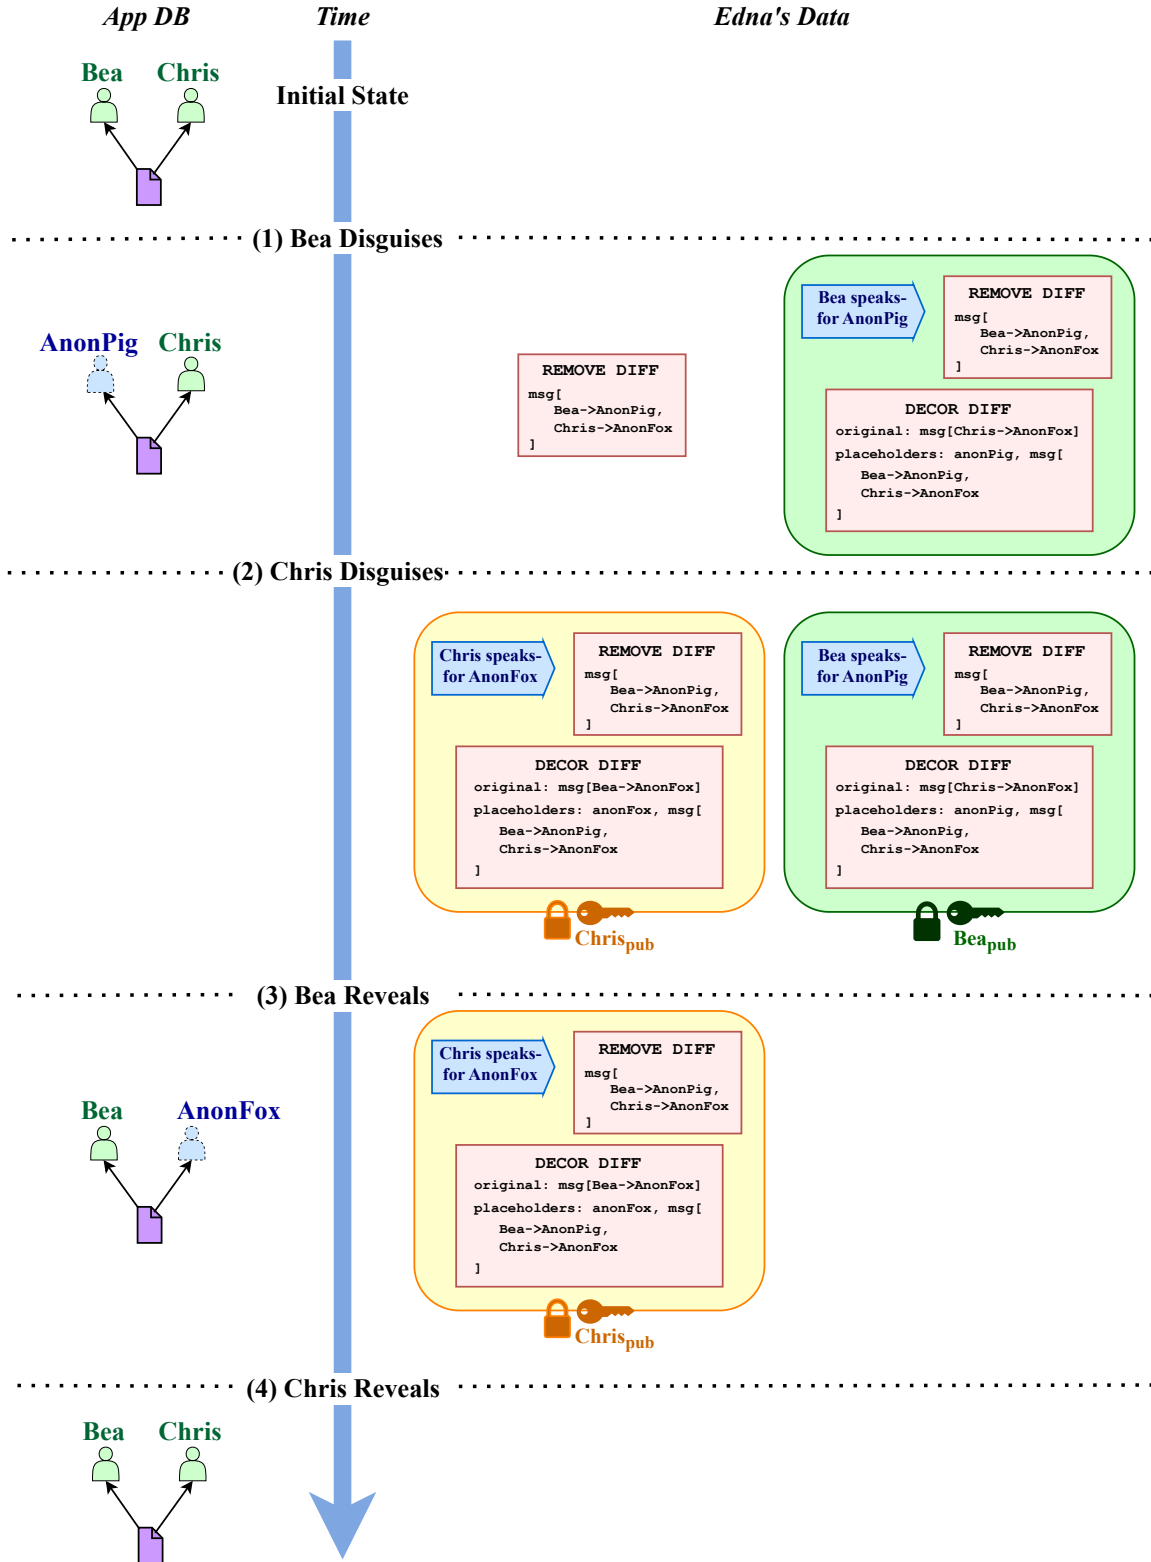 App DB Time Edna's Data
Bea Chris
Initial State
(1) Bea Disguises
AnonPig Chris
REMOVE DIFF
msg[
Bea->AnonPig,
Chris->AnonFox
]
Bea speaks-
for AnonPig
REMOVE DIFF
msg[
Bea->AnonPig,
Chris->AnonFox
]
DECOR DIFF
original: msg[Chris->AnonFox]
placeholders: anonPig, msg[
Bea->AnonPig,
Chris->AnonFox
]
(2) Chris Disguises
Chris speaks-
for AnonFox
REMOVE DIFF
msg[
Bea->AnonPig,
Chris->AnonFox
]
DECOR DIFF
original: msg[Bea->AnonFox]
placeholders: anonFox, msg[
Bea->AnonPig,
Chris->AnonFox
]
Chrispub
Bea speaks-
for AnonPig
REMOVE DIFF
msg[
Bea->AnonPig,
Chris->AnonFox
]
DECOR DIFF
original: msg[Chris->AnonFox]
placeholders: anonPig, msg[
Bea->AnonPig,
Chris->AnonFox
]
Beapub
(3) Bea Reveals
Bea AnonFox
Chris speaks-
for AnonFox
REMOVE DIFF
msg[
Bea->AnonPig,
Chris->AnonFox
]
DECOR DIFF
original: msg[Bea->AnonFox]
placeholders: anonFox, msg[
Bea->AnonPig,
Chris->AnonFox
]
Chrispub
(4) Chris Reveals
Bea Chris